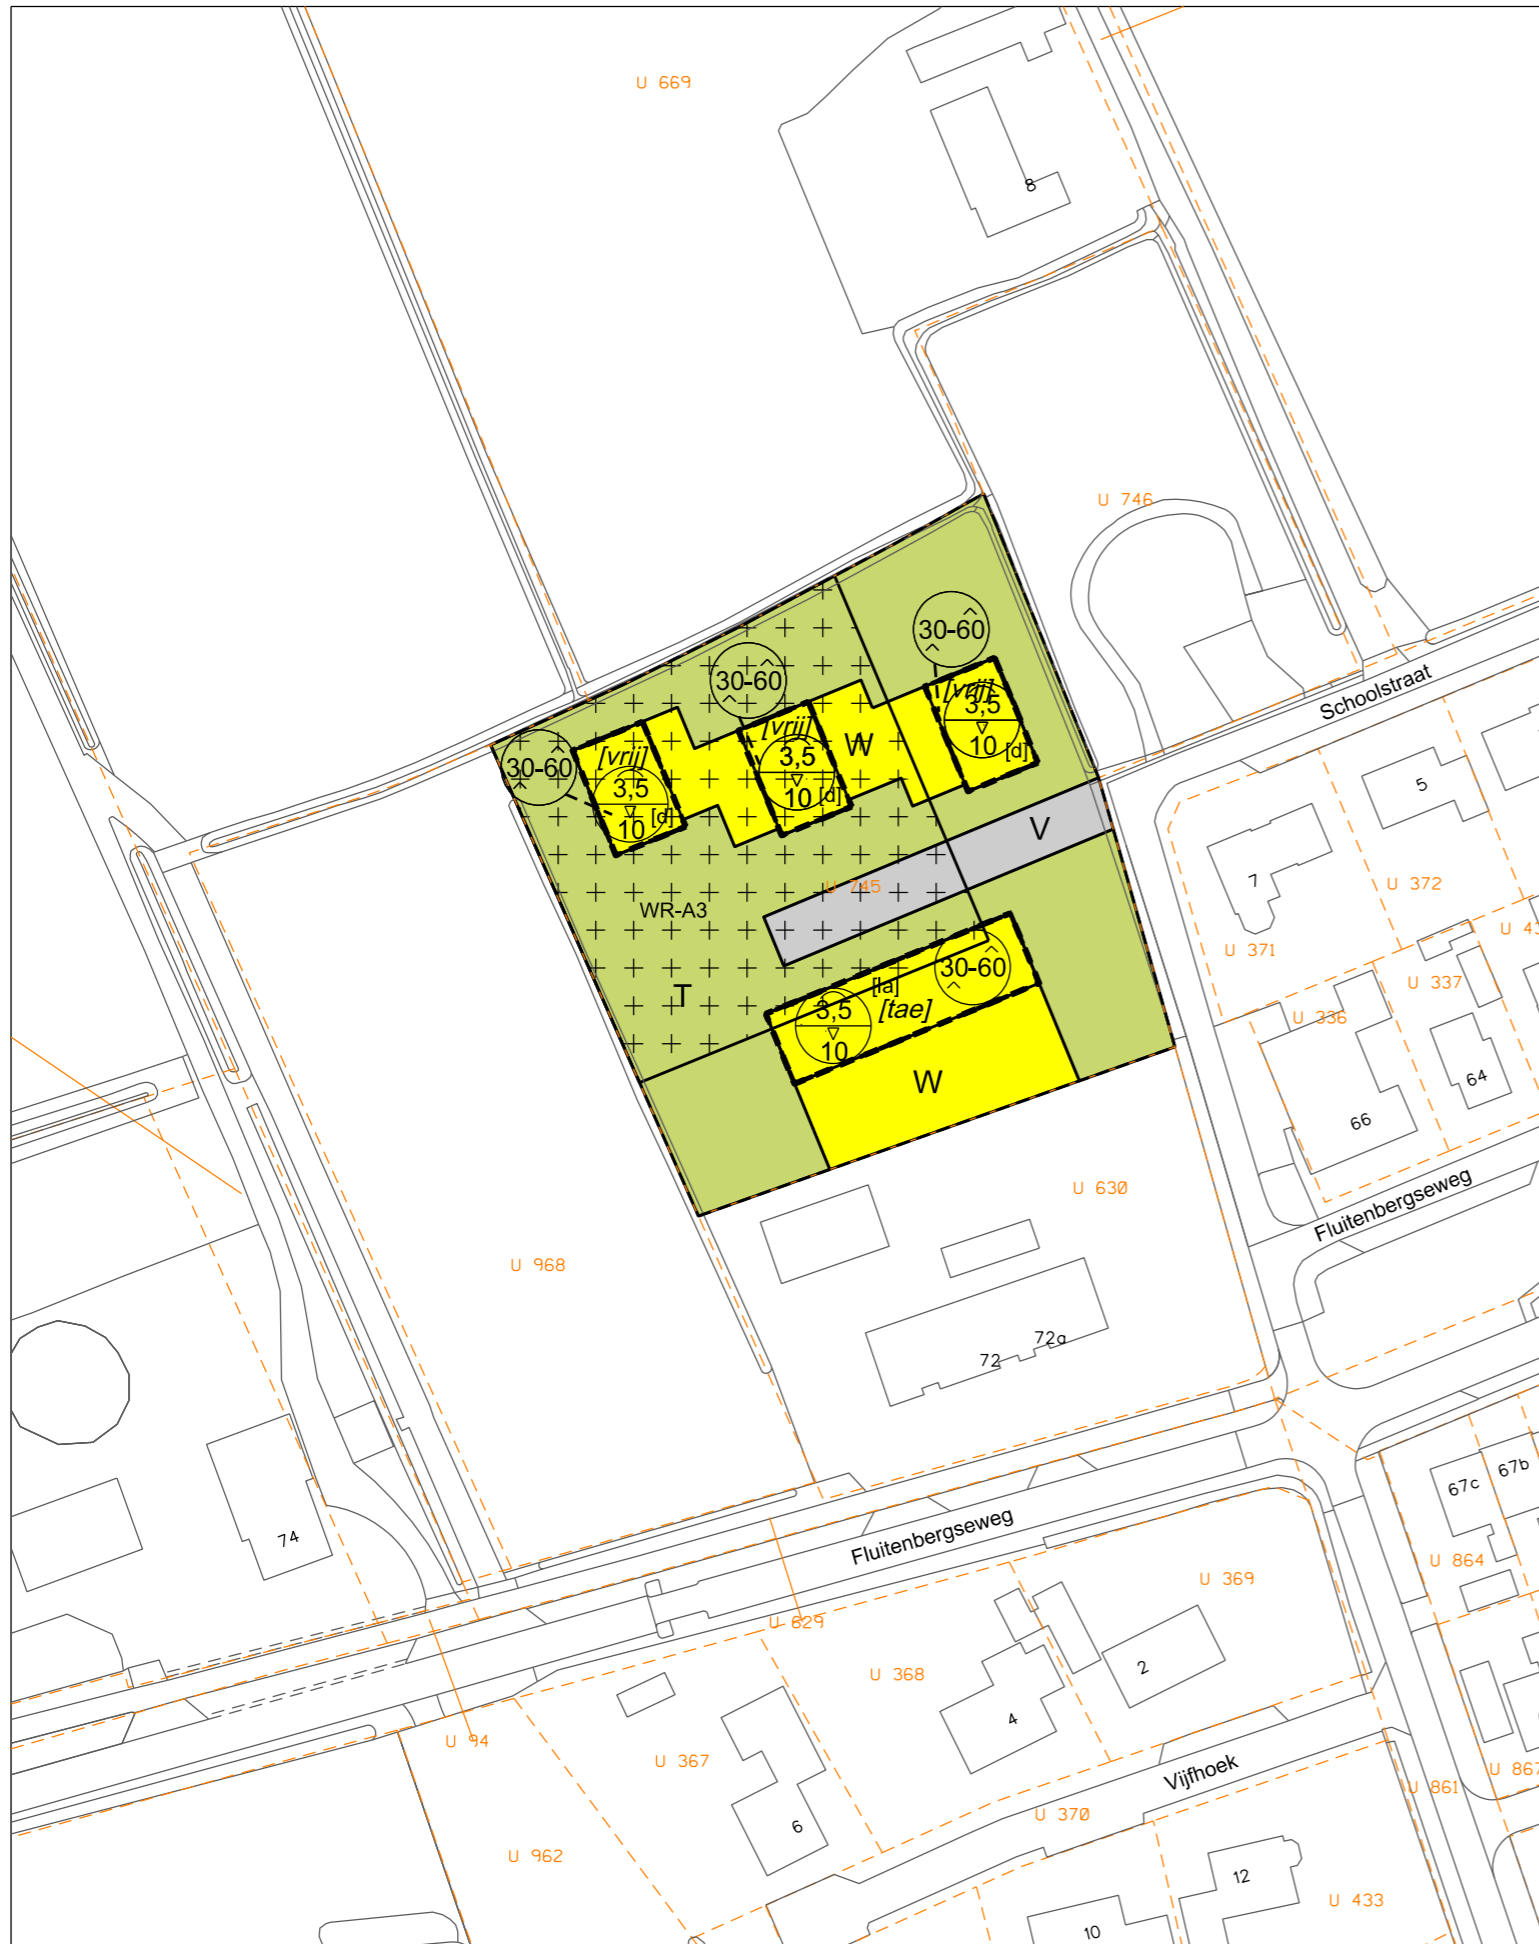 U 669
8
U 746
Schoolstraat
30-60
30-60
30-60
[vrij]
3,5
10
[d]
[vrij]
3,5
10
[d]
[vrij]
3,5
10
[d]
W
V
U 745
WR-A3
T
30-60
[la]
[tae]
3,5
10
W
5
7
U 372
U 371
U 337
U 336
64
66
Fluitenbergseweg
U 630
U 968
72a
72
74
67c
67b
U 864
Fluitenbergseweg
U 369
U 629
U 368
2
4
U 94
U 367
Vijfhoek
U 861
U 867
U 370
6
U 962
12
U 433
10